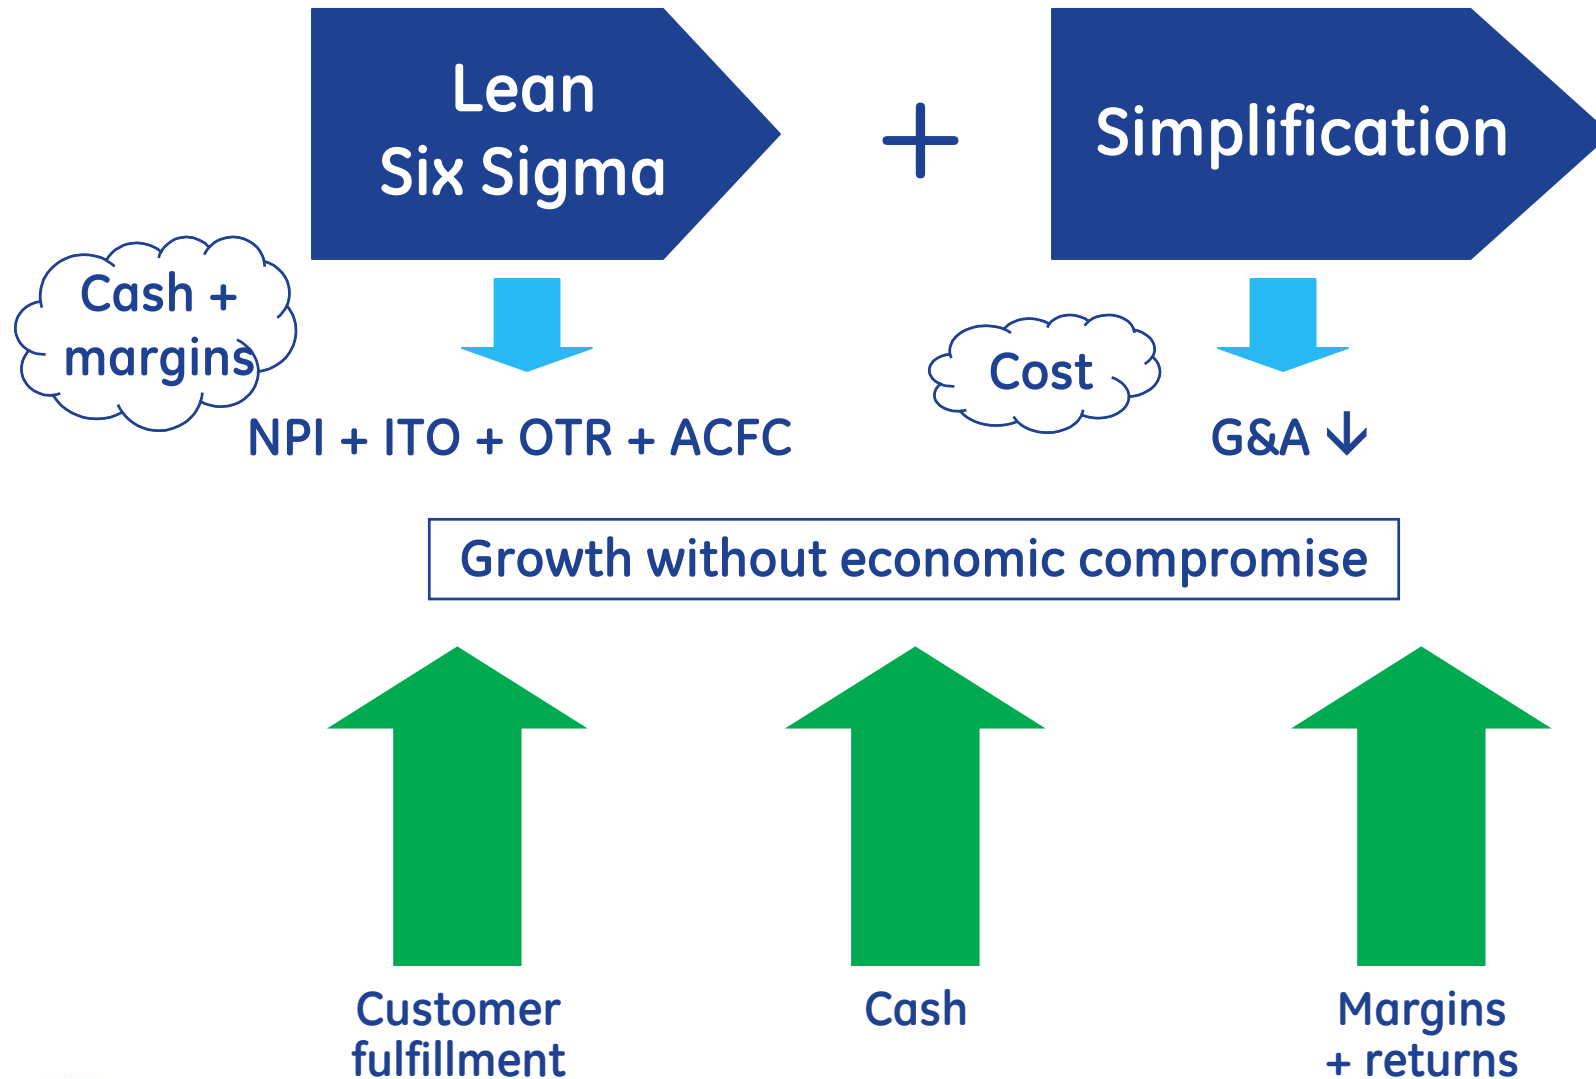 Lean
Six Sigma
+
Simplification
Cash +
margins
Cost
NPI + ITO + OTR + ACFC
G&A ↓
Growth without economic compromise
Customer
fulfillment
Cash
Margins
+ returns